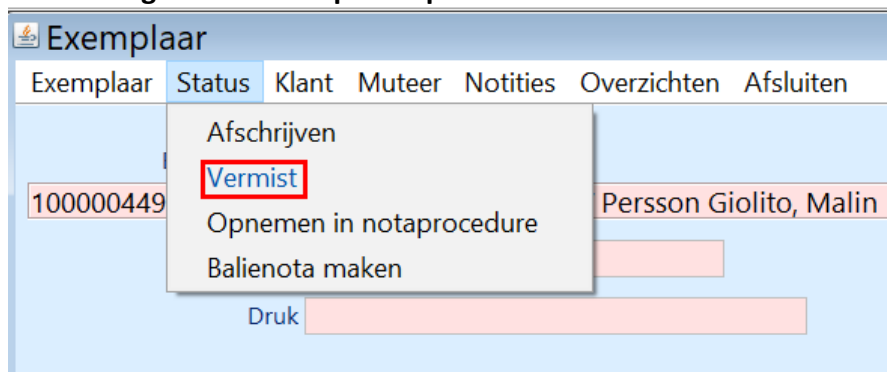 Exemplaar
Exemplaar Status Klant Muteer Notities Overzichten Afsluiten
Afschrijven
Vermist
100000449 Persson Giolito, Malin
Opnemen in notaprocedure
Balienota maken
Druk